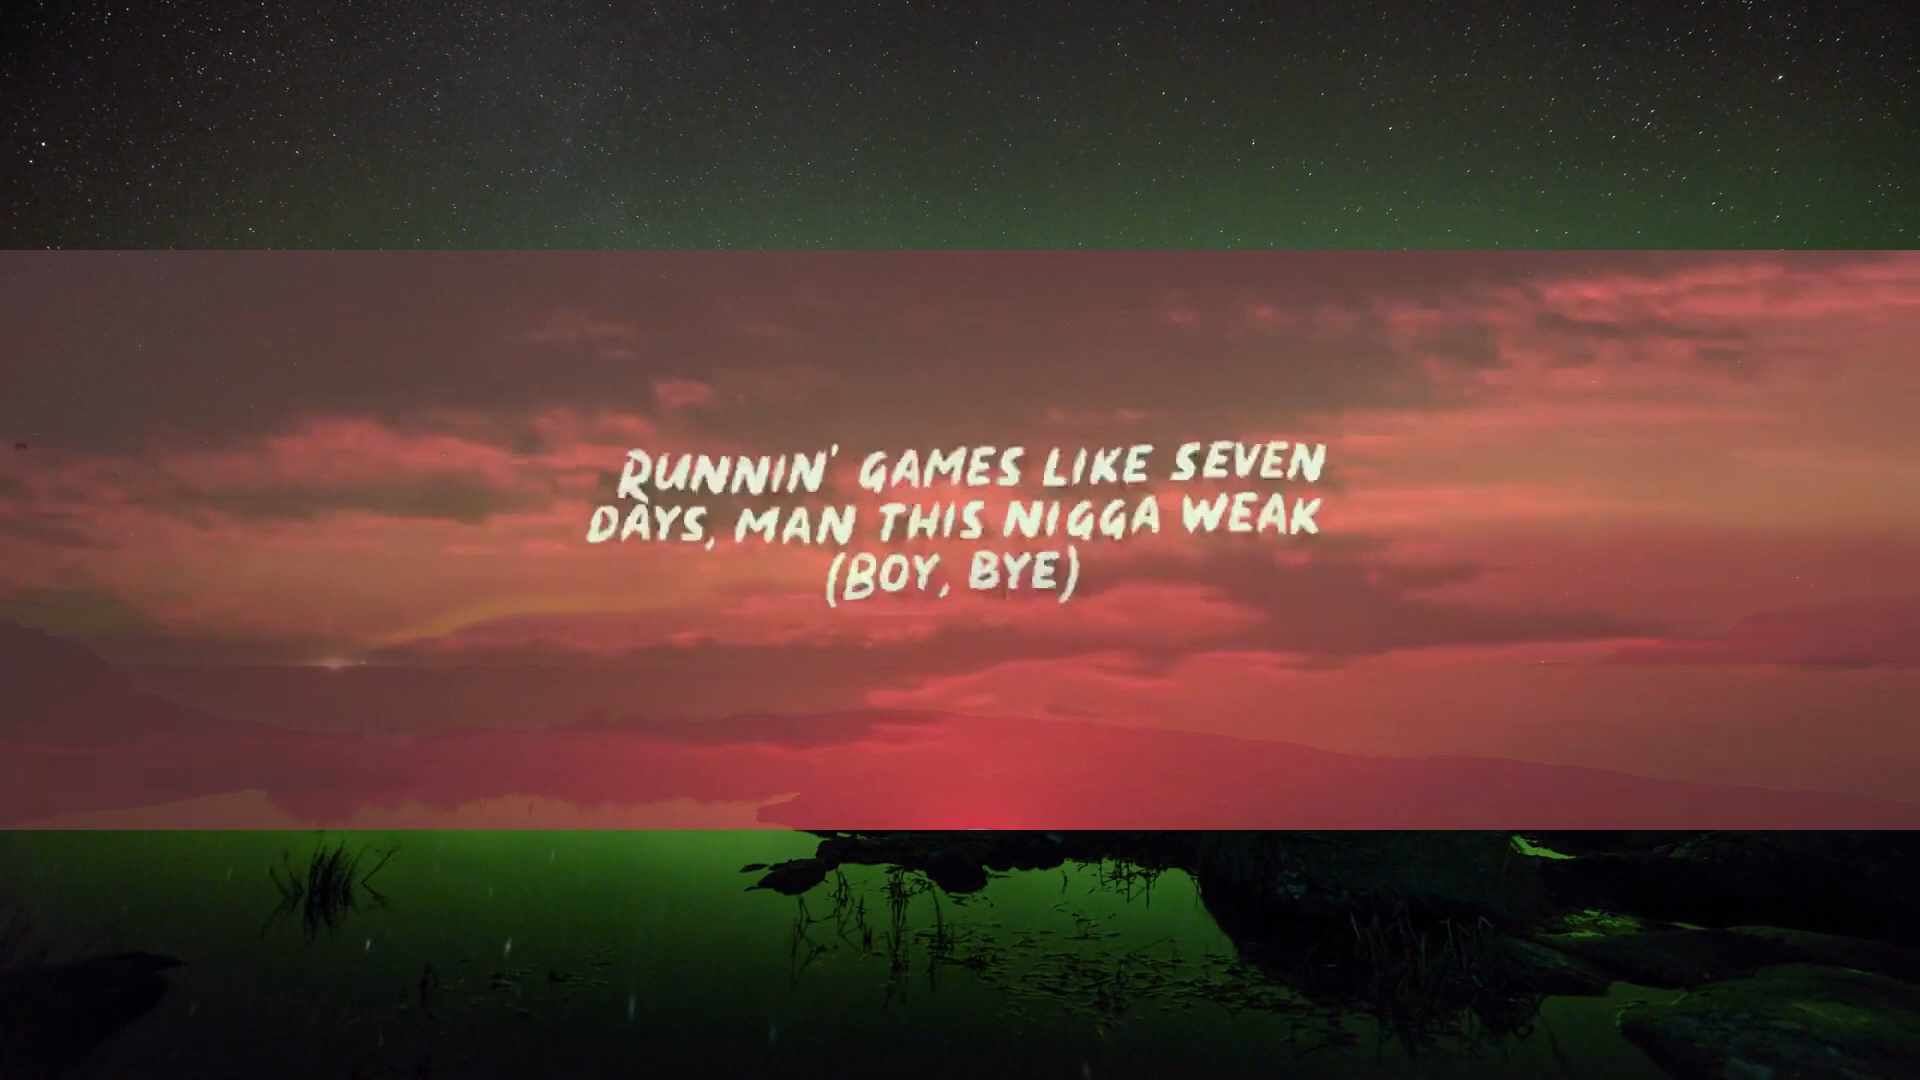 RUNNIN' GAMES LIKE SEVEN
DAYS, MAN THIS NIGGA WEAK
(BOY, BYE)